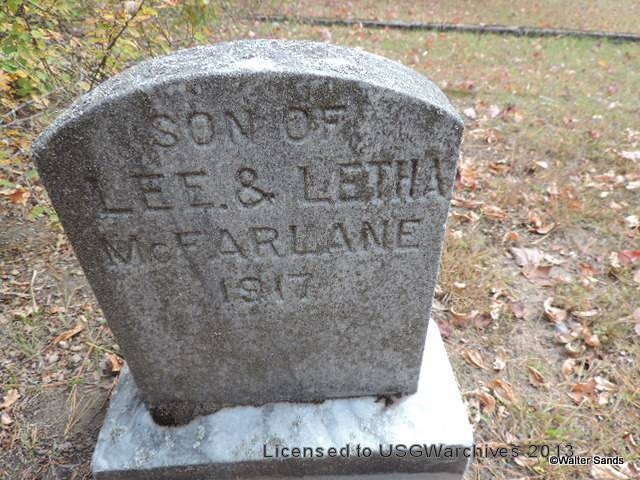 SON OF
LEE. & LETHA
McFARLANE
1917
Licensed to USGWarchives 2013
©Walter Sands